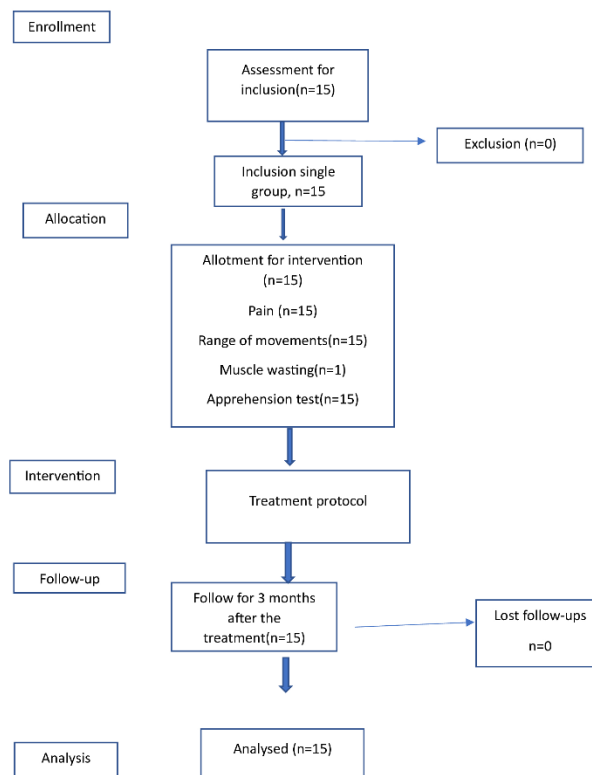 Enrollment
Assessment for
inclusion(n=15)
Exclusion (n=0)
Inclusion single
group, n=15
Allocation
Allotment for intervention
(n=15)
Pain (n=15)
Range of movements(n=15)
Muscle wasting(n=1)
Apprehension test(n=15)
Intervention
Treatment protocol
Follow-up
Follow for 3 months
after the
treatment(n=15)
Lost follow-ups
n=0
Analysis
Analysed (n=15)